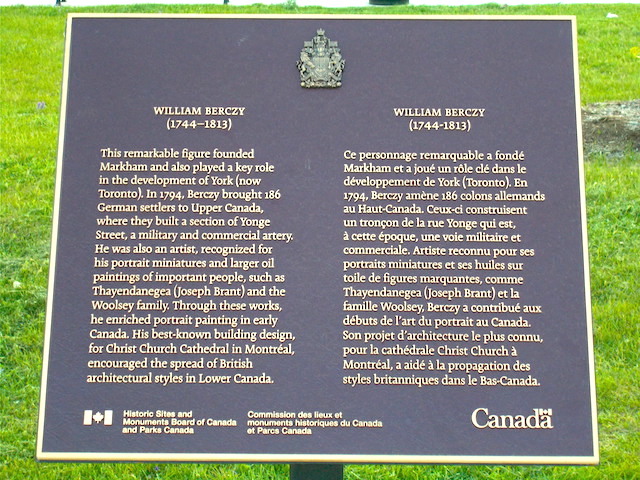 WILLIAM BERCZY
(1744–1813)
This remarkable figure founded
Markham and also played a key role
in the development of York (now
Toronto). In 1794, Berczy brought 186
German settlers to Upper Canada,
where they built a section of Yonge
Street, a military and commercial artery.
He was also an artist, recognized for
his portrait miniatures and larger oil
paintings of important people, such as
Thayendanegea (Joseph Brant) and the
Woolsey family. Through these works,
he enriched portrait painting in early
Canada. His best-known building design,
for Christ Church Cathedral in Montréal,
encouraged the spread of British
architectural styles in Lower Canada.
WILLIAM BERCZY
(1744-1813)
Ce personnage remarquable a fondé
Markham et a joué un rôle clé dans le
développement de York (Toronto). En
1794, Berczy amène 186 colons allemands
au Haut-Canada. Ceux-ci construisent
un tronçon de la rue Yonge qui est,
à cette époque, une voie militaire et
commerciale. Artiste reconnu pour ses
portraits miniatures et ses huiles sur
toile de figures marquantes, comme
Thayendanegea (Joseph Brant) et la
famille Woolsey, Berczy a contribué aux
débuts de l'art du portrait au Canada.
Son projet d'architecture le plus connu,
pour la cathédrale Christ Church à
Montréal, a aidé à la propagation des
styles britanniques dans le Bas-Canada.
Historic Sites and
Monuments Board of Canada
and Parks Canada
Commission des lieux et
monuments historiques du Canada
et Parcs Canada
Canada